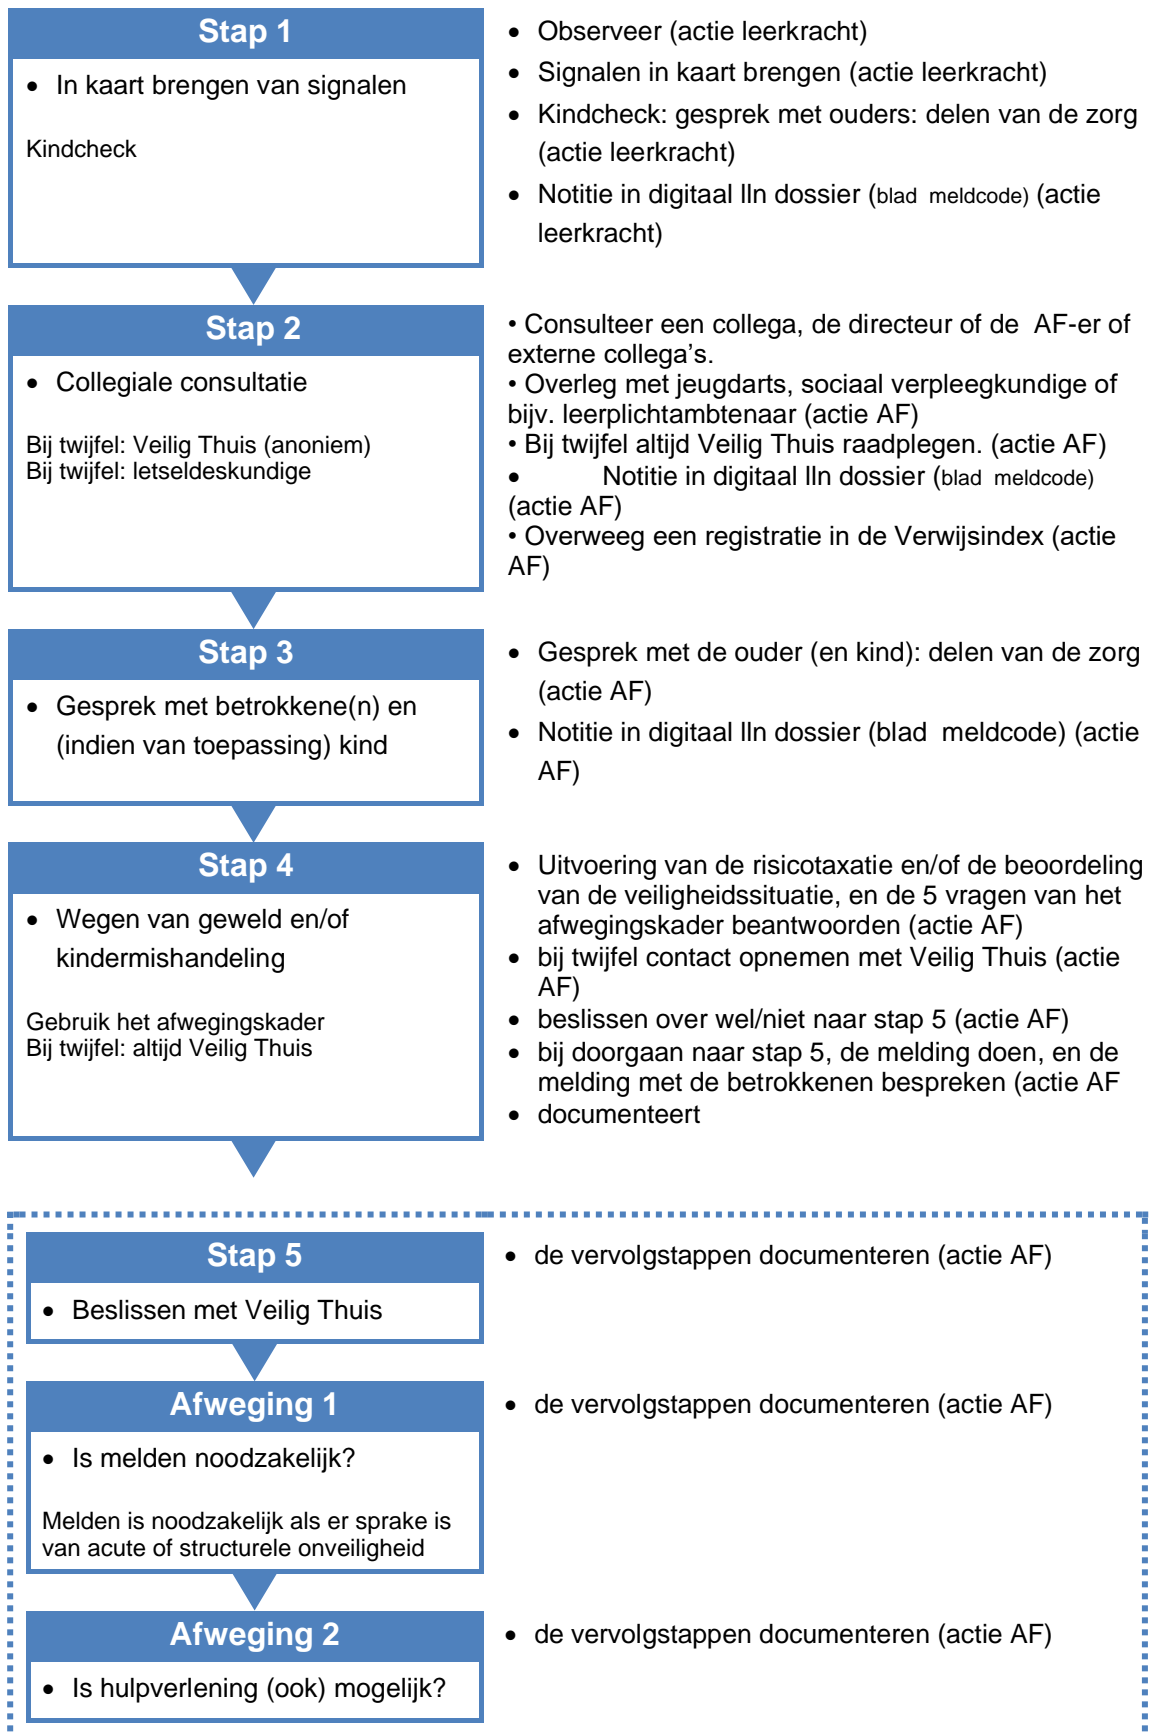 Stap 1
• In kaart brengen van signalen
Kindcheck
• Observeer (actie leerkracht)
• Signalen in kaart brengen (actie leerkracht)
• Kindcheck: gesprek met ouders: delen van de zorg
(actie leerkracht)
• Notitie in digitaal lln dossier (blad meldcode) (actie
leerkracht)
Stap 2
• Collegiale consultatie
Bij twijfel: Veilig Thuis (anoniem)
Bij twijfel: letseldeskundige
• Consulteer een collega, de directeur of de AF-er of
externe collega’s.
• Overleg met jeugdarts, sociaal verpleegkundige of
bijv. leerplichtambtenaar (actie AF)
• Bij twijfel altijd Veilig Thuis raadplegen. (actie AF)
• Notitie in digitaal lln dossier (blad meldcode)
(actie AF)
• Overweeg een registratie in de Verwijsindex (actie
AF)
Stap 3
• Gesprek met betrokkene(n) en
(indien van toepassing) kind
• Gesprek met de ouder (en kind): delen van de zorg
(actie AF)
• Notitie in digitaal lln dossier (blad meldcode) (actie
AF)
Stap 4
• Wegen van geweld en/of
kindermishandeling
Gebruik het afwegingskader
Bij twijfel: altijd Veilig Thuis
• Uitvoering van de risicotaxatie en/of de beoordeling
van de veiligheidssituatie, en de 5 vragen van het
afwegingskader beantwoorden (actie AF)
• bij twijfel contact opnemen met Veilig Thuis (actie
AF)
• beslissen over wel/niet naar stap 5 (actie AF)
• bij doorgaan naar stap 5, de melding doen, en de
melding met de betrokkenen bespreken (actie AF
• documenteert
Stap 5
• Beslissen met Veilig Thuis
• de vervolgstappen documenteren (actie AF)
Afweging 1
• Is melden noodzakelijk?
Melden is noodzakelijk als er sprake is
van acute of structurele onveiligheid
• de vervolgstappen documenteren (actie AF)
Afweging 2
• Is hulpverlening (ook) mogelijk?
• de vervolgstappen documenteren (actie AF)